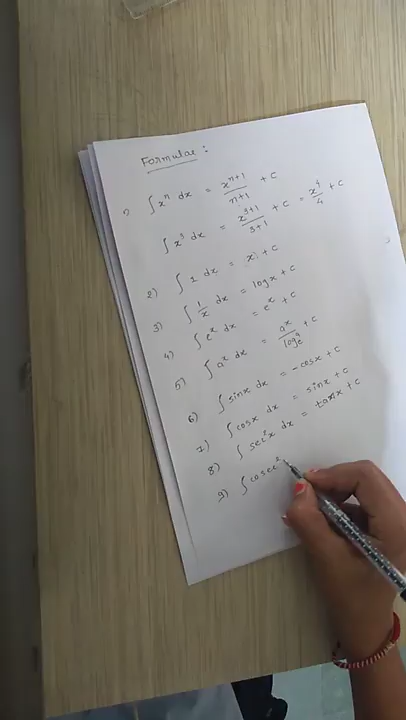 Formulae :
1) ∫ xⁿ dx = xⁿ⁺¹/n+1 + c
∫ x³ dx = x³⁺¹/3+1 + c = x⁴/4 + c
2) ∫ 1 dx = x + c
3) ∫ 1/x dx = log x + c
4) ∫ eˣ dx = eˣ + c
5) ∫ aˣ dx = aˣ/logₑa + c
6) ∫ sinx dx = -cosx + c
7) ∫ cosx dx = sinx + c
8) ∫ sec²x dx = tanx + c
9) ∫ cosec²